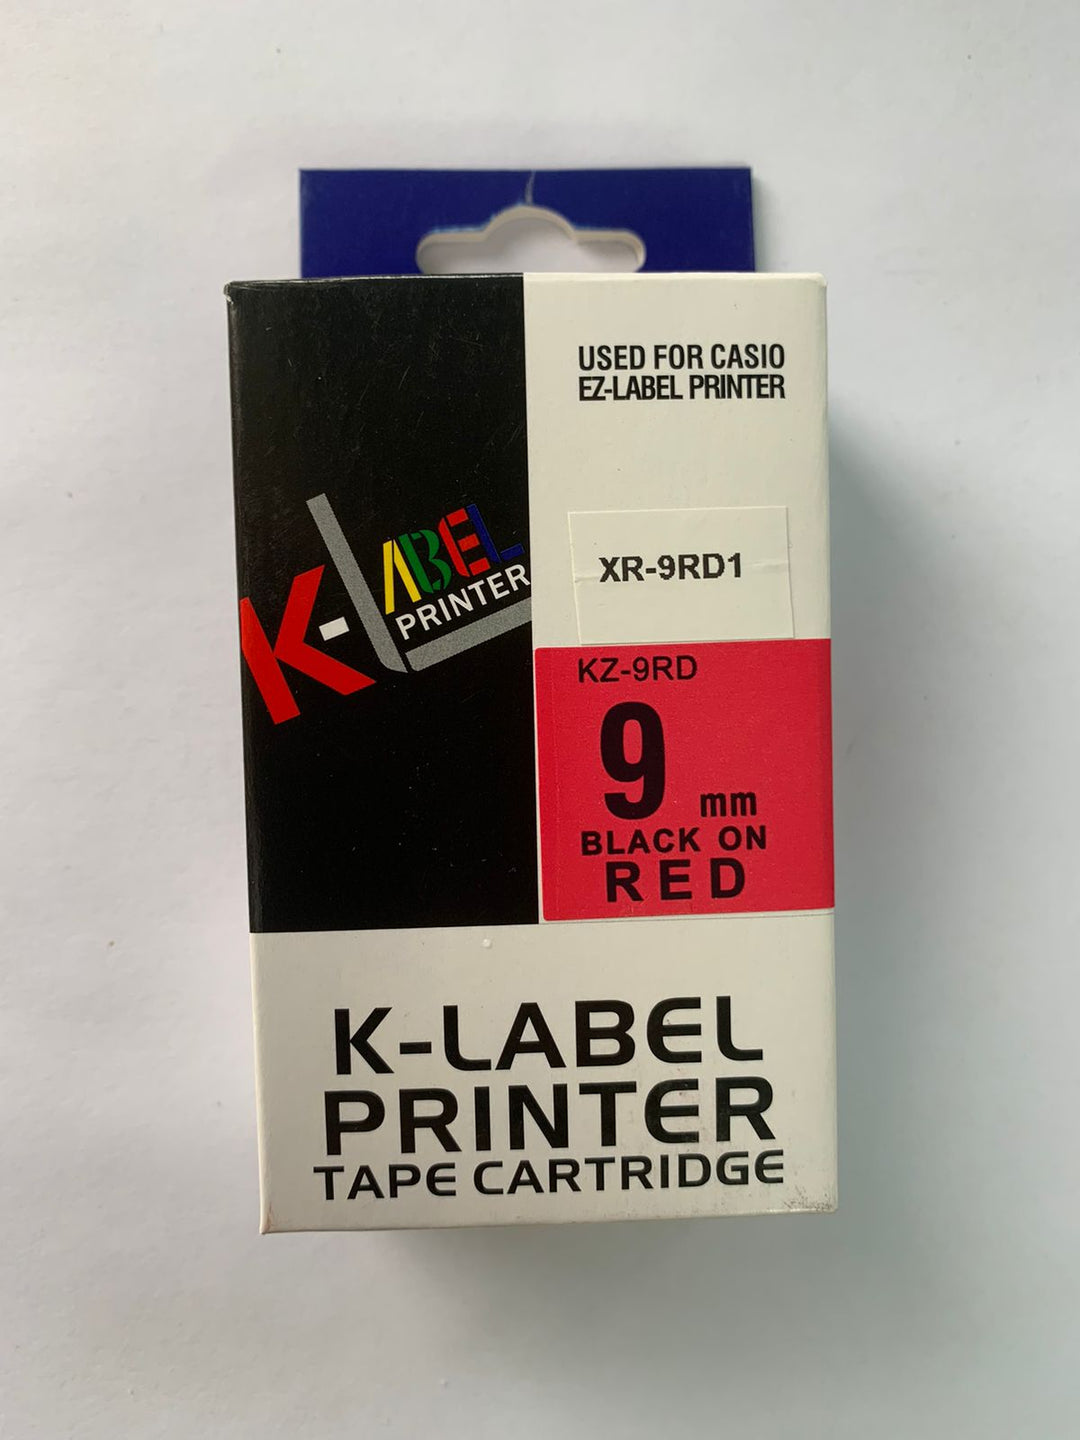 USED FOR CASIO
EZ-LABEL PRINTER
K-LABEL
PRINTER
XR-9RD1
KZ-9RD
9 mm
BLACK ON
RED
K-LABEL
PRINTER
TAPE CARTRIDGE